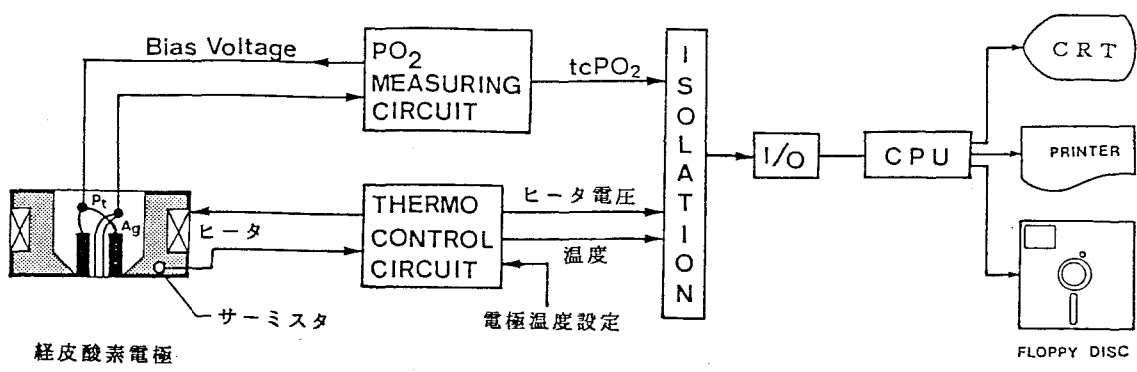 Bias Voltage
PO2
MEASURING
CIRCUIT
tcPO2
ISOLATION
I/O
CPU
CRT
PRINTER
FLOPPY DISC
Pt
Ag
ヒータ
サーミスタ
経皮酸素電極
THERMO
CONTROL
CIRCUIT
ヒータ電圧
温度
電極温度設定